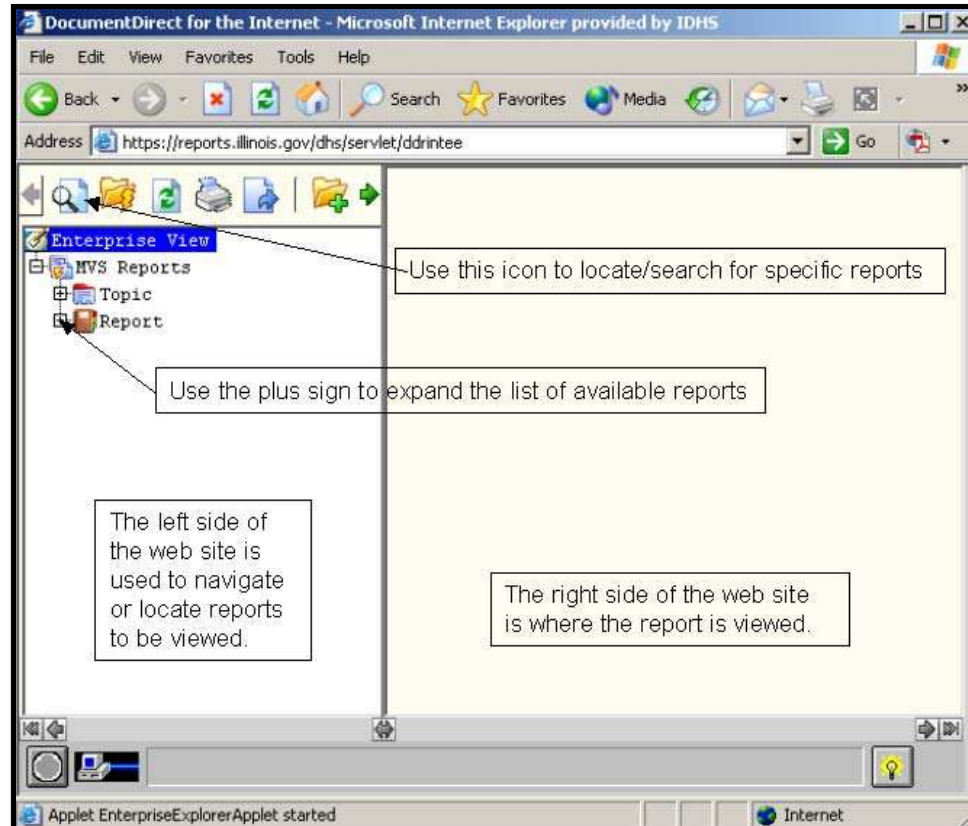 DocumentDirect for the Internet - Microsoft Internet Explorer provided by IDHS
File Edit View Favorites Tools Help
Back Search Favorites Media
Address https://reports.illinois.gov/dhs/servlet/ddrintee Go
Enterprise View
MVS Reports
Topic
Report
Use this icon to locate/search for specific reports
Use the plus sign to expand the list of available reports
The left side of
the web site is
used to navigate
or locate reports
to be viewed.
The right side of the web site
is where the report is viewed.
Applet EnterpriseExplorerApplet started Internet